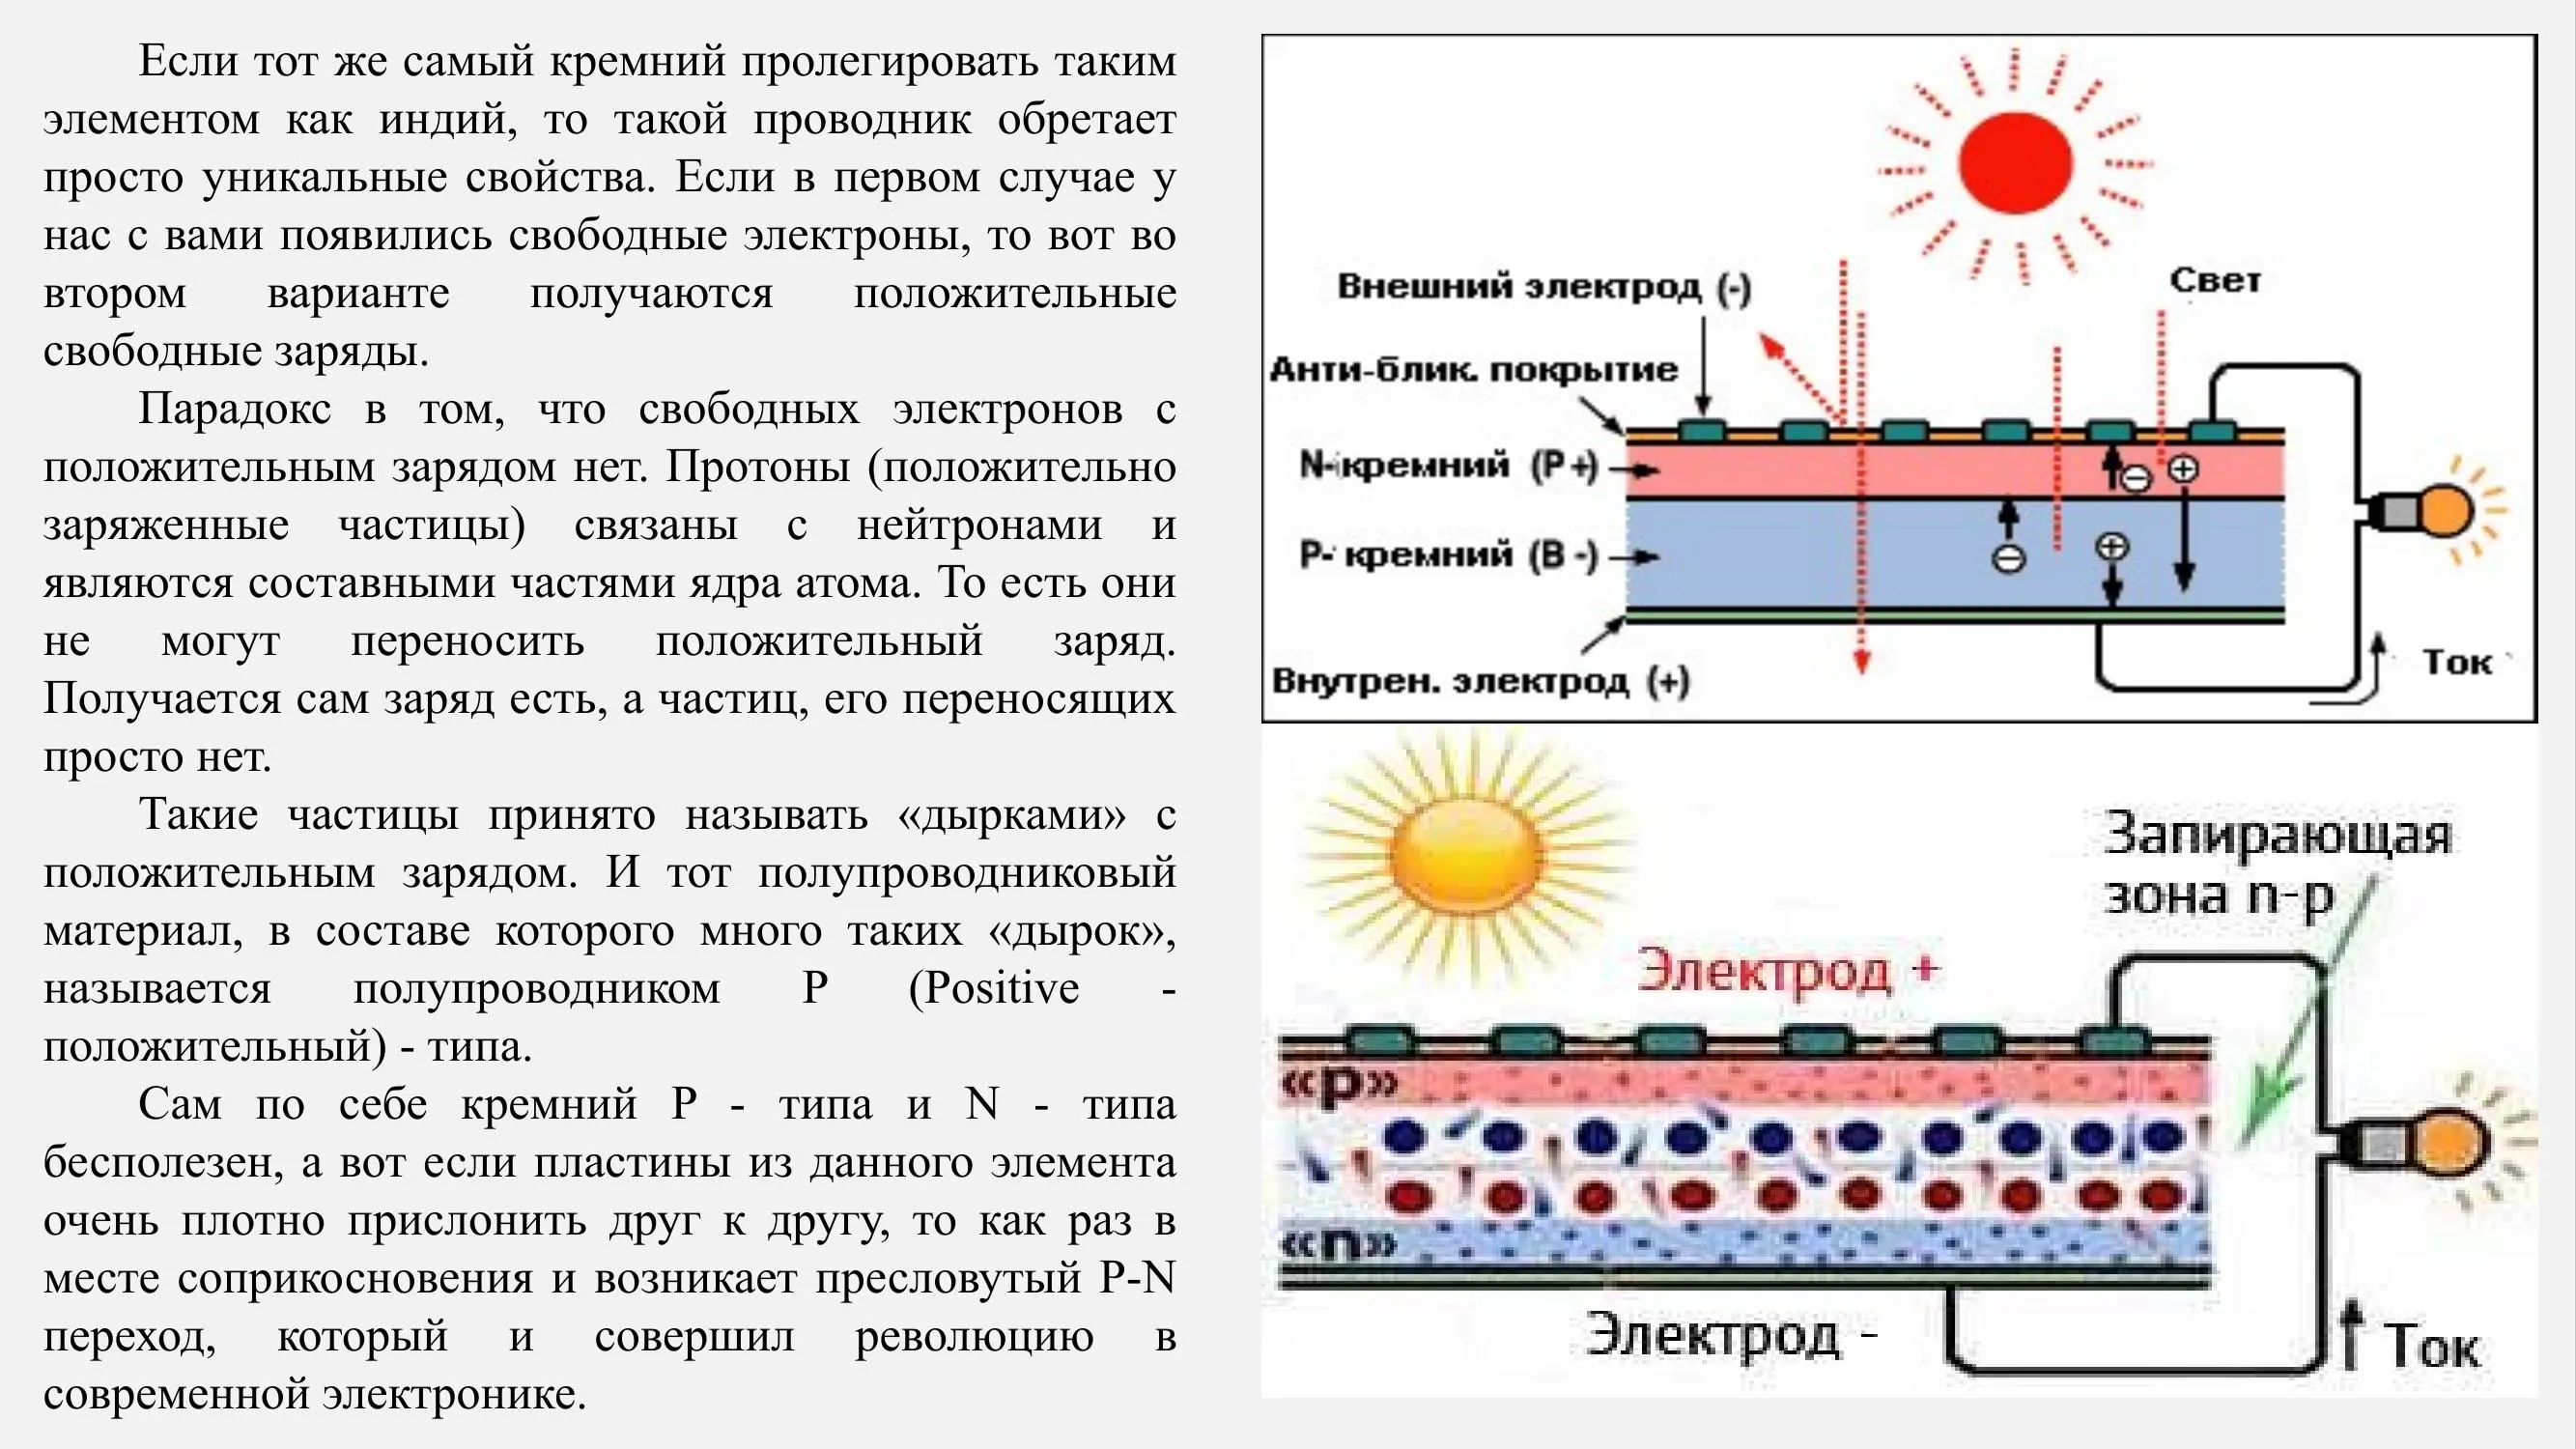 Если тот же самый кремний пролегировать таким
элементом как индий, то такой проводник обретает
просто уникальные свойства. Если в первом случае у
нас с вами появились свободные электроны, то вот во
втором варианте получаются положительные
свободные заряды.
Парадокс в том, что свободных электронов с
положительным зарядом нет. Протоны (положительно
заряженные частицы) связаны с нейтронами и
являются составными частями ядра атома. То есть они
не могут переносить положительный заряд.
Получается сам заряд есть, а частиц, его переносящих
просто нет.
Такие частицы принято называть «дырками» с
положительным зарядом. И тот полупроводниковый
материал, в составе которого много таких «дырок»,
называется полупроводником P (Positive -
положительный) - типа.
Сам по себе кремний P - типа и N - типа
бесполезен, а вот если пластины из данного элемента
очень плотно прислонить друг к другу, то как раз в
месте соприкосновения и возникает пресловутый P-N
переход, который и совершил революцию в
современной электронике.
Внешний электрод (-)
Свет
Анти-блик. покрытие
N-кремний (P+)
P- кремний (B -)
Внутрен. электрод (+)
Ток
Запирающая
зона n-p
Электрод +
«p»
«n»
Электрод -
Ток